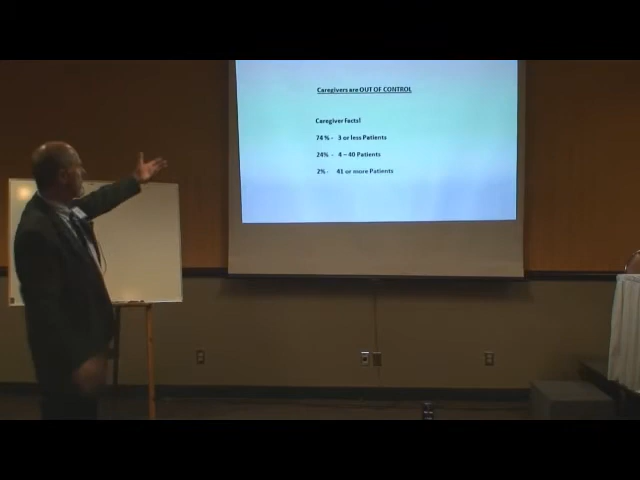 Caregivers are OUT OF CONTROL
Caregiver Facts!
74 % - 3 or less Patients
24% - 4 – 40 Patients
2% - 41 or more Patients